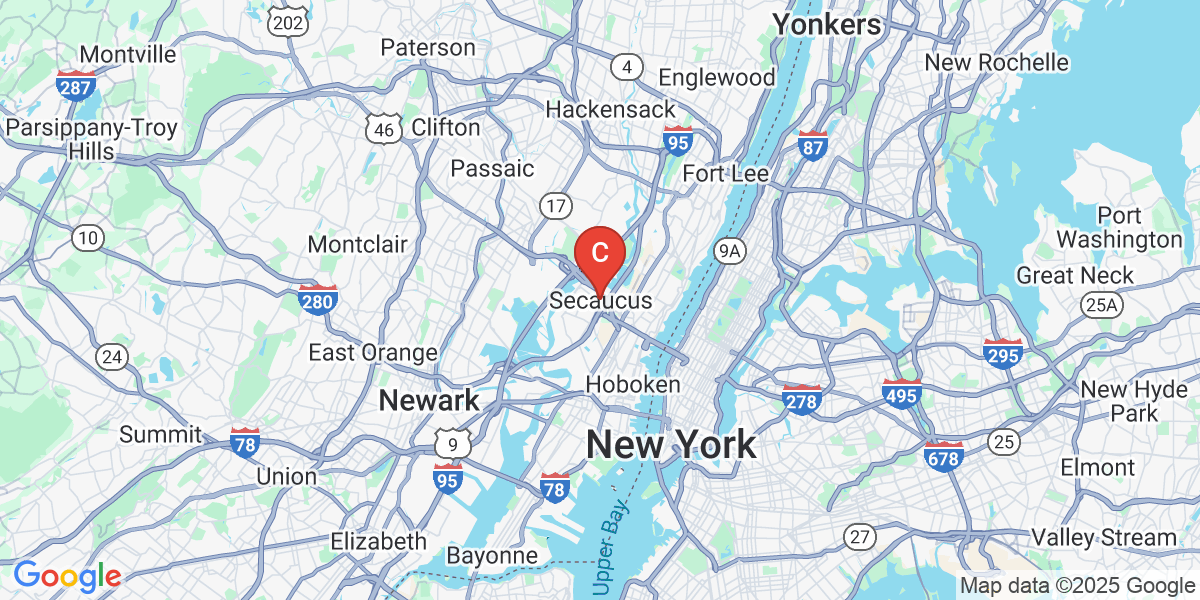 202
Yonkers
Montville
Paterson
4
Englewood
New Rochelle
287
Hackensack
Parsippany-Troy
Hills
46
Clifton
95
87
Passaic
Fort Lee
17
10
Montclair
9A
Port
Washington
C
Great Neck
280
Secaucus
25A
24
East Orange
295
Hoboken
Newark
278
495
New Hyde
Park
Summit
78
9
New York
25
678
Union
95
78
Elmont
Upper Bay
Elizabeth
Bayonne
27
Valley Stream
Google
Map data ©2025 Google